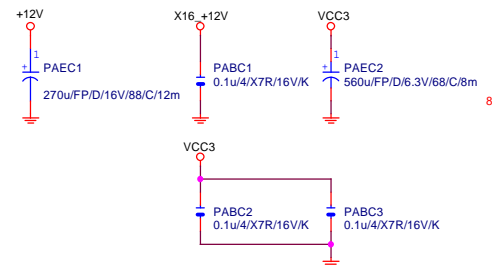 +12V
X16_+12V
VCC3
1
+
PAEC1
270u/FP/D/16V/88/C/12m
PABC1
0.1u/4/X7R/16V/K
1
+
PAEC2
560u/FP/D/6.3V/68/C/8m
8
VCC3
PABC2
0.1u/4/X7R/16V/K
PABC3
0.1u/4/X7R/16V/K